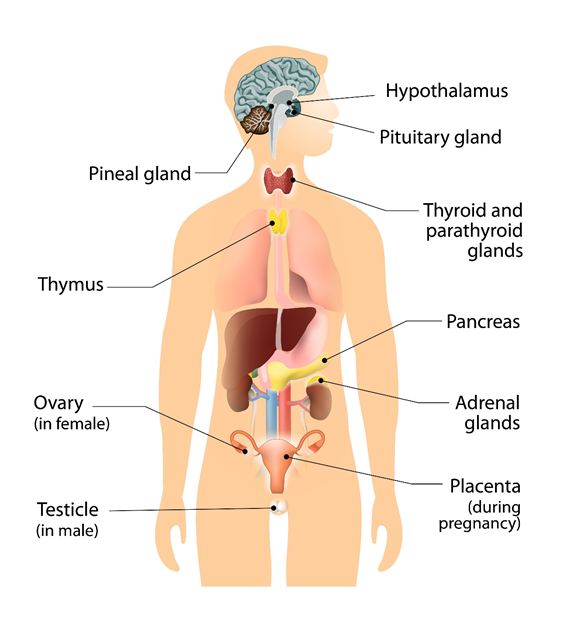 Hypothalamus
Pituitary gland
Pineal gland
Thyroid and
parathyroid
glands
Thymus
Pancreas
Ovary
(in female)
Adrenal
glands
Placenta
(during
pregnancy)
Testicle
(in male)